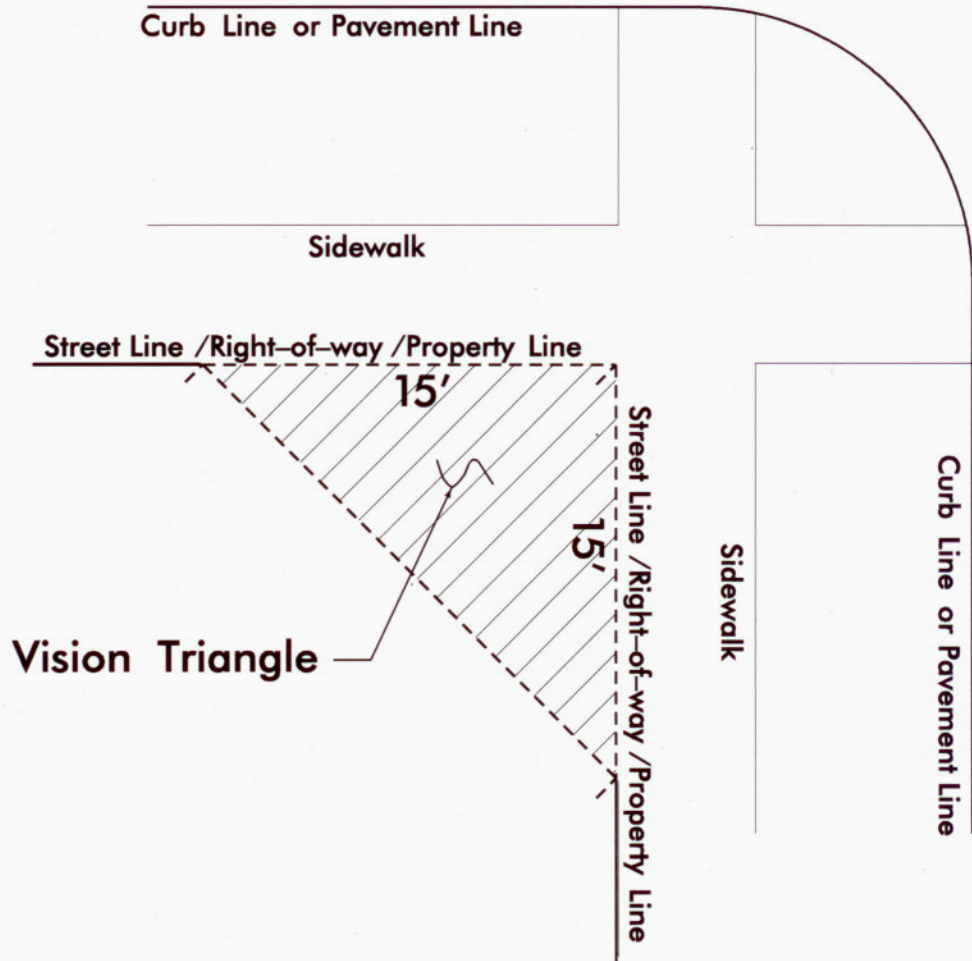 Curb Line or Pavement Line
Sidewalk
Street Line /Right–of–way /Property Line
15'
Street Line /Right–of–way /Property Line
15'
Sidewalk
Curb Line or Pavement Line
Vision Triangle